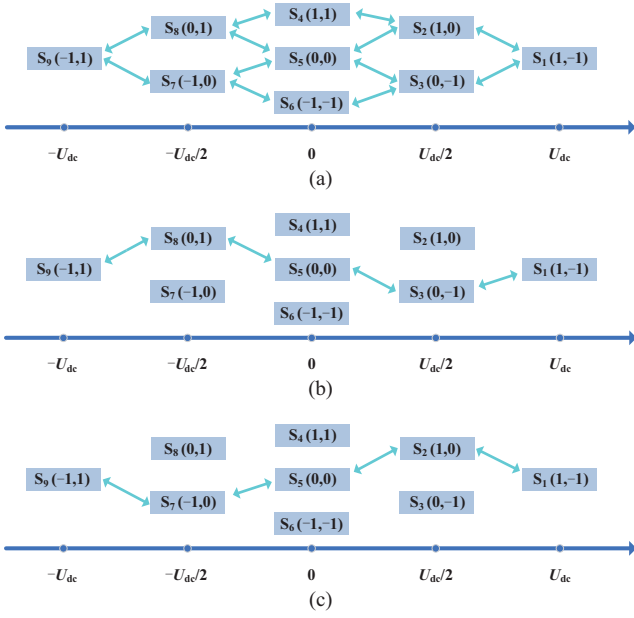 S4(1,1)
S8(0,1) S2(1,0)
S9(−1,1) S5(0,0) S1(1,−1)
S7(−1,0) S3(0,−1)
S6(−1,−1)
−Udc −Udc/2 0 Udc/2 Udc
(a)
S4(1,1)
S8(0,1) S2(1,0)
S9(−1,1) S5(0,0) S1(1,−1)
S7(−1,0) S3(0,−1)
S6(−1,−1)
−Udc −Udc/2 0 Udc/2 Udc
(b)
S4(1,1)
S8(0,1) S2(1,0)
S9(−1,1) S5(0,0) S1(1,−1)
S7(−1,0) S3(0,−1)
S6(−1,−1)
−Udc −Udc/2 0 Udc/2 Udc
(c)